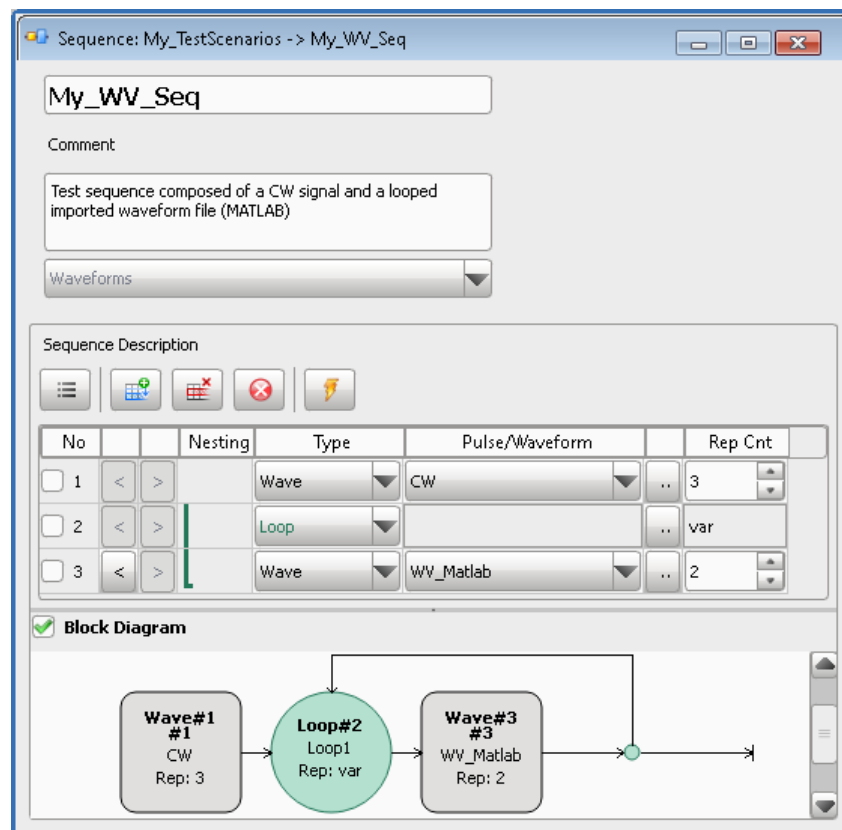 Sequence: My_TestScenarios -> My_WV_Seq
My_WV_Seq
Comment
Test sequence composed of a CW signal and a looped
imported waveform file (MATLAB)
Waveforms
Sequence Description
No Nesting Type Pulse/Waveform Rep Cnt
1 < > Wave CW .. 3
2 < > Loop .. var
3 < > Wave WV_Matlab .. 2
Block Diagram
Wave#1
#1
CW
Rep: 3
Loop#2
Loop1
Rep: var
Wave#3
#3
WV_Matlab
Rep: 2